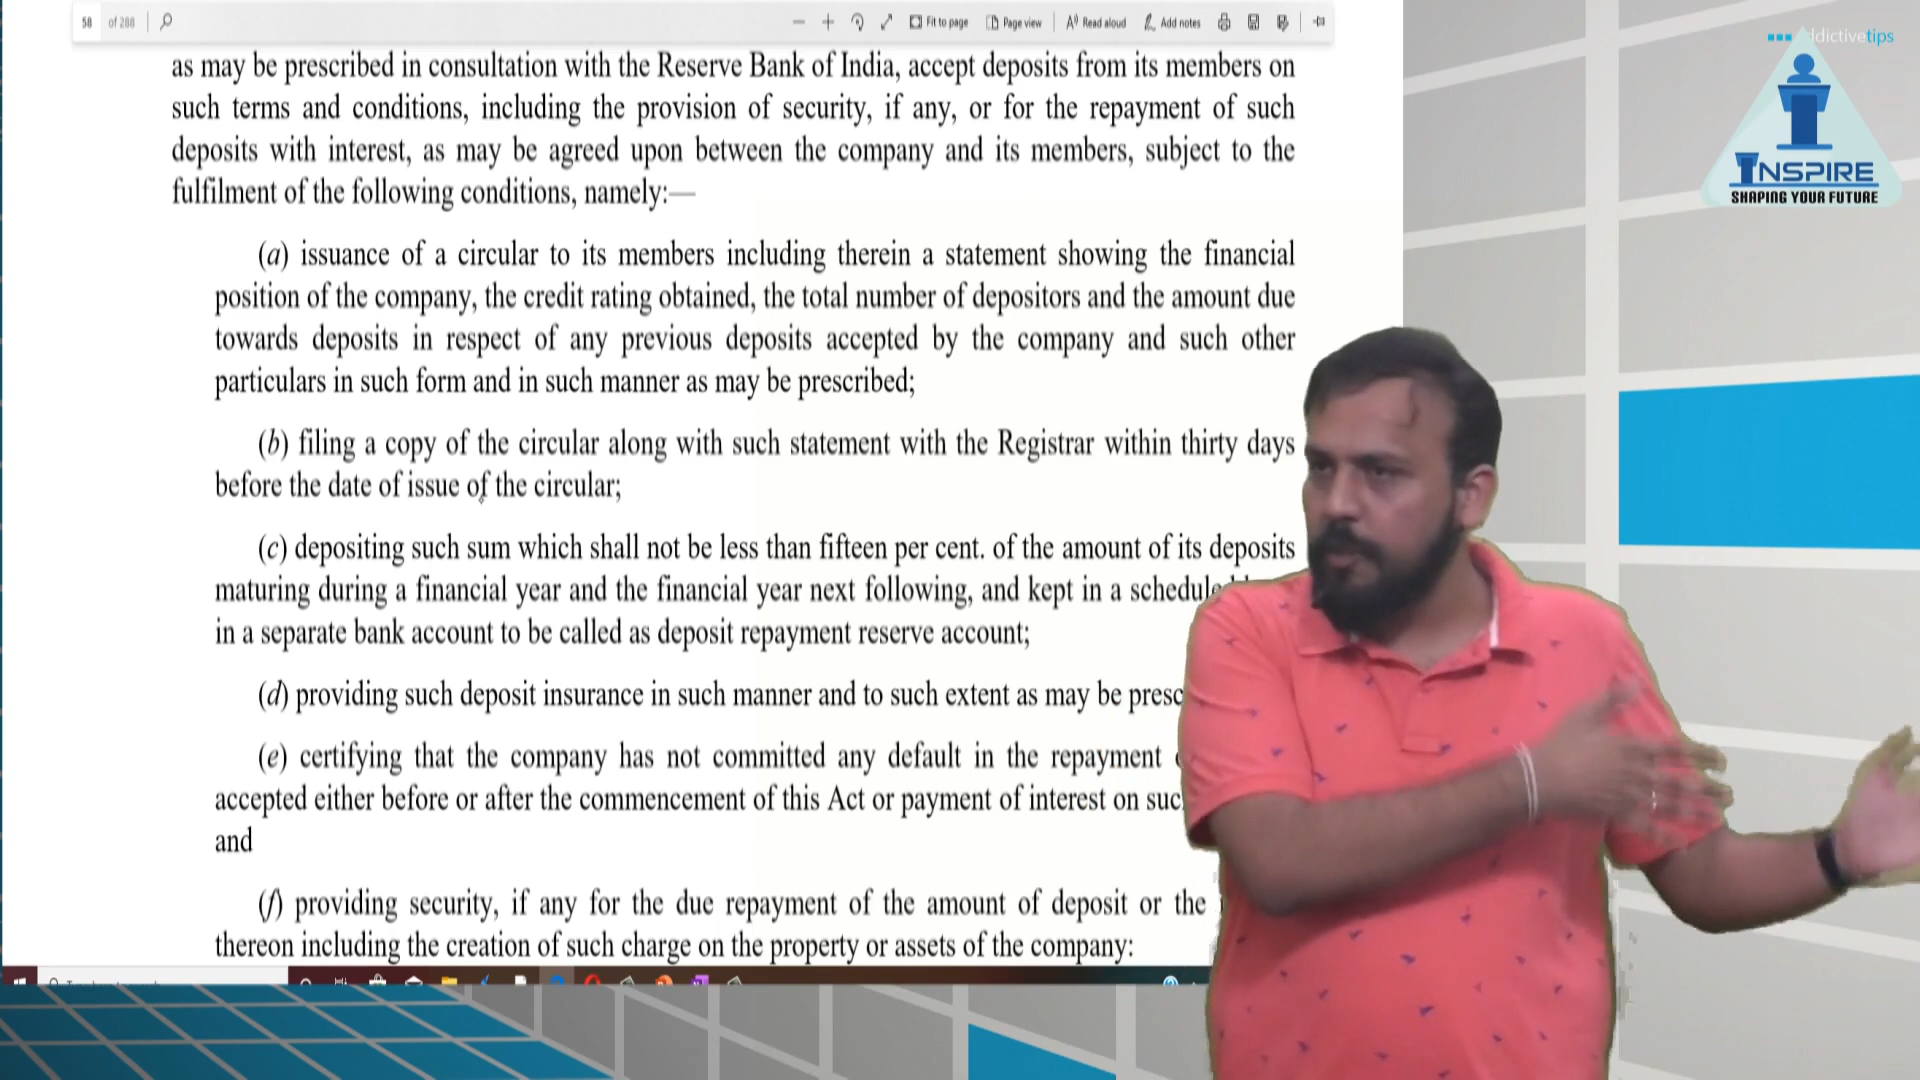 58 of 288 Fit to page Page view Read aloud Add notes
dictivetips
as may be prescribed in consultation with the Reserve Bank of India, accept deposits from its members on
such terms and conditions, including the provision of security, if any, or for the repayment of such
deposits with interest, as may be agreed upon between the company and its members, subject to the
fulfilment of the following conditions, namely:—
INSPIRE
SHAPING YOUR FUTURE
(a) issuance of a circular to its members including therein a statement showing the financial
position of the company, the credit rating obtained, the total number of depositors and the amount due
towards deposits in respect of any previous deposits accepted by the company and such other
particulars in such form and in such manner as may be prescribed;
(b) filing a copy of the circular along with such statement with the Registrar within thirty days
before the date of issue of the circular;
(c) depositing such sum which shall not be less than fifteen per cent. of the amount of its deposits
maturing during a financial year and the financial year next following, and kept in a
in a separate bank account to be called as deposit repayment reserve account;
(d) providing such deposit insurance in such manner and to such extent as may be
(e) certifying that the company has not committed any default in the repayment
accepted either before or after the commencement of this Act or payment of interest on
and
(f) providing security, if any for the due repayment of the amount of deposit or the
thereon including the creation of such charge on the property or assets of the company: